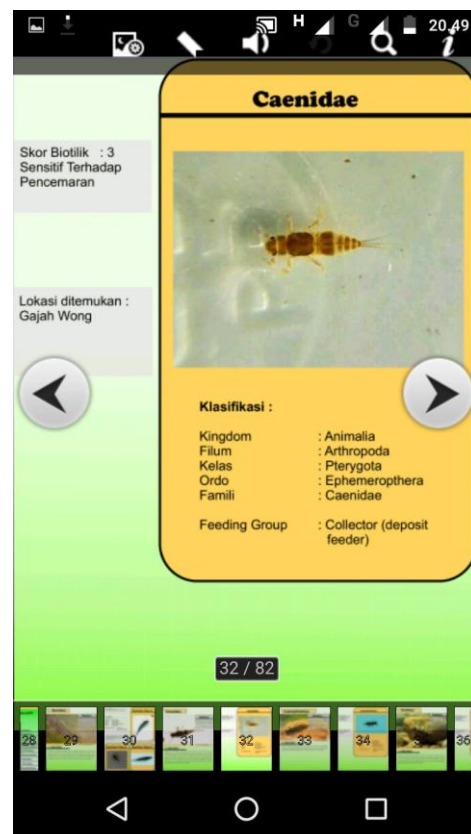 H G 20.49
Caenidae
Skor Biotilik : 3
Sensitif Terhadap
Pencemaran
Lokasi ditemukan :
Gajah Wong
Klasifikasi :
Kingdom : Animalia
Filum : Arthropoda
Kelas : Pterygota
Ordo : Ephemeropthera
Famili : Caenidae
Feeding Group : Collector (deposit
feeder)
32 / 82
28 29 30 31 32 33 34 36